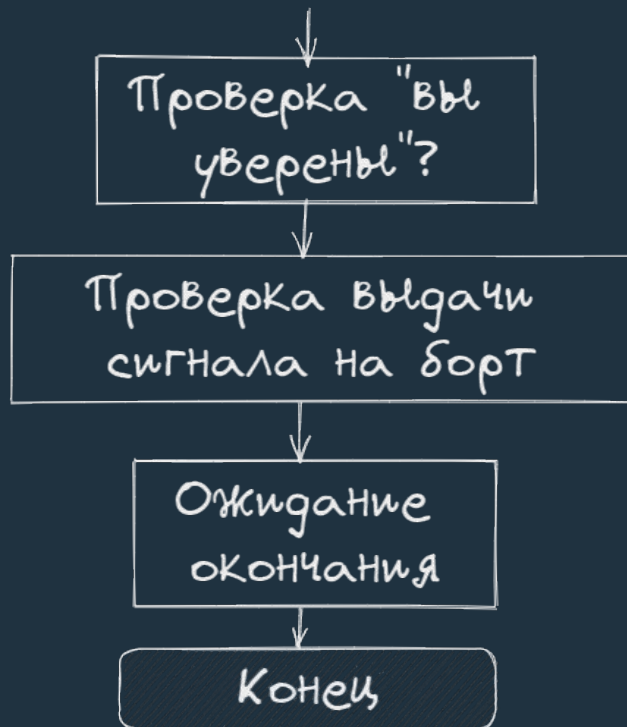 Проверка "вы
уверены"?
Проверка выдачи
сигнала на борт
Ожидание
окончания
Конец